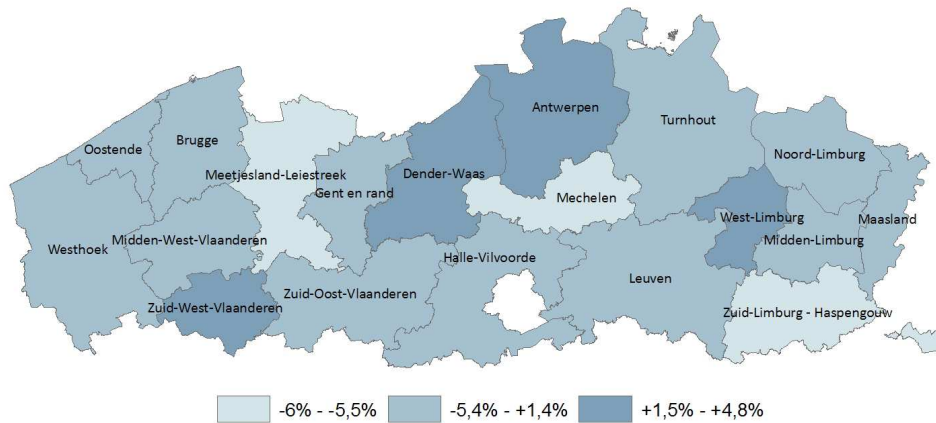 Antwerpen
Turnhout
Brugge
Oostende
Noord-Limburg
Meetjesland-Leiestreek
Dender-Waas
Gent en rand
Mechelen
West-Limburg
Maasland
Westhoek
Midden-West-Vlaanderen
Midden-Limburg
Halle-Vilvoorde
Leuven
Zuid-Oost-Vlaanderen
Zuid-West-Vlaanderen
Zuid-Limburg - Haspengouw
-6% - -5,5%
-5,4% - +1,4%
+1,5% - +4,8%